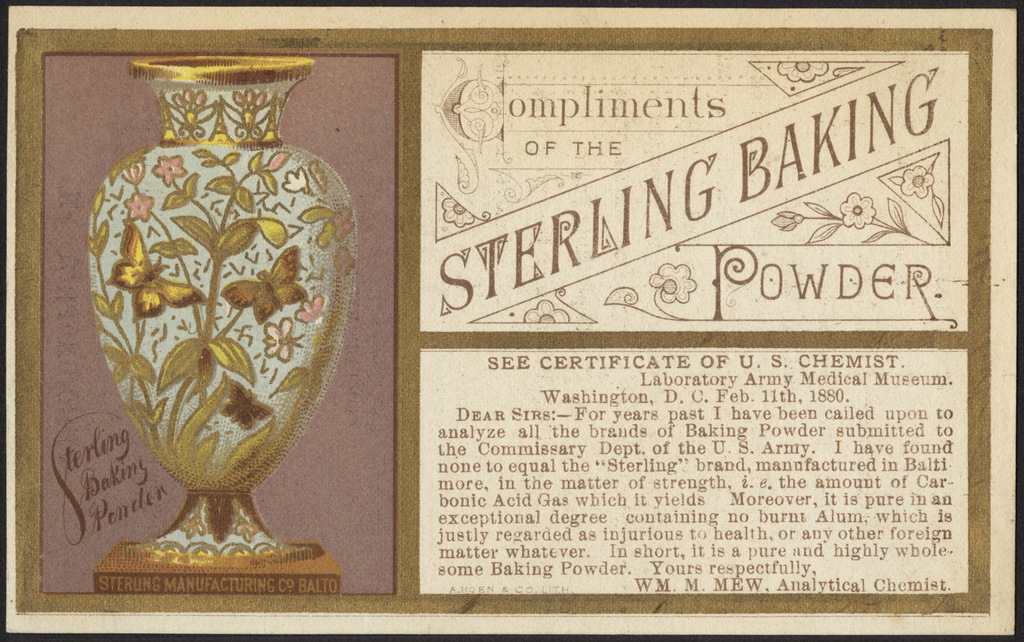 Sterling
Baking
Powder
STERLING MANUFACTURING CO BALTO
Compliments
OF THE
STERLING BAKING
POWDER.
SEE CERTIFICATE OF U. S. CHEMIST.
Laboratory Army Medical Museum.
Washington, D. C. Feb. 11th, 1880.
DEAR SIRS:—For years past I have been called upon to
analyze all the brands of Baking Powder submitted to
the Commissary Dept. of the U. S. Army. I have found
none to equal the "Sterling" brand, manufactured in Balti
more, in the matter of strength, i. e. the amount of Car-
bonic Acid Gas which it yields Moreover, it is pure in an
exceptional degree containing no burnt Alum, which is
justly regarded as injurious to health, or any other foreign
matter whatever. In short, it is a pure and highly whole-
some Baking Powder. Yours respectfully,
WM. M. MEW, Analytical Chemist.
A. HOEN & CO. LITH.